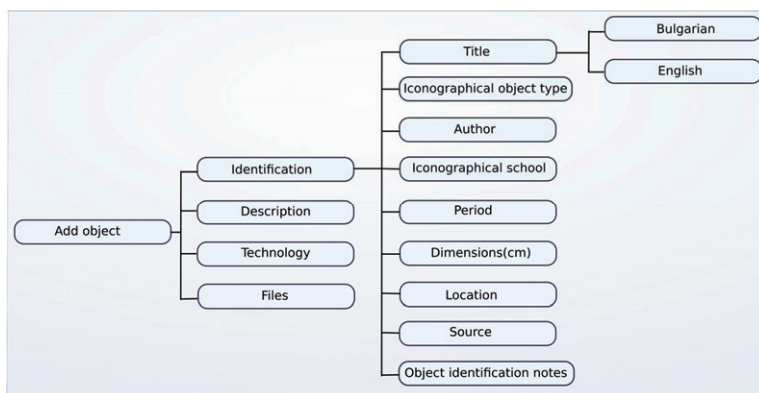 Add object
Identification
Description
Technology
Files
Title
Iconographical object type
Author
Iconographical school
Period
Dimensions(cm)
Location
Source
Object identification notes
Bulgarian
English